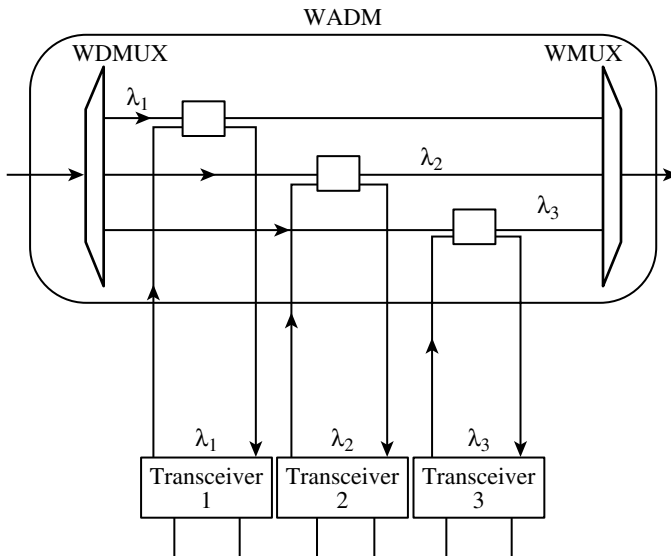 WADM
WDMUX
WMUX
λ1
λ2
λ3
λ1
λ2
λ3
Transceiver
1
Transceiver
2
Transceiver
3